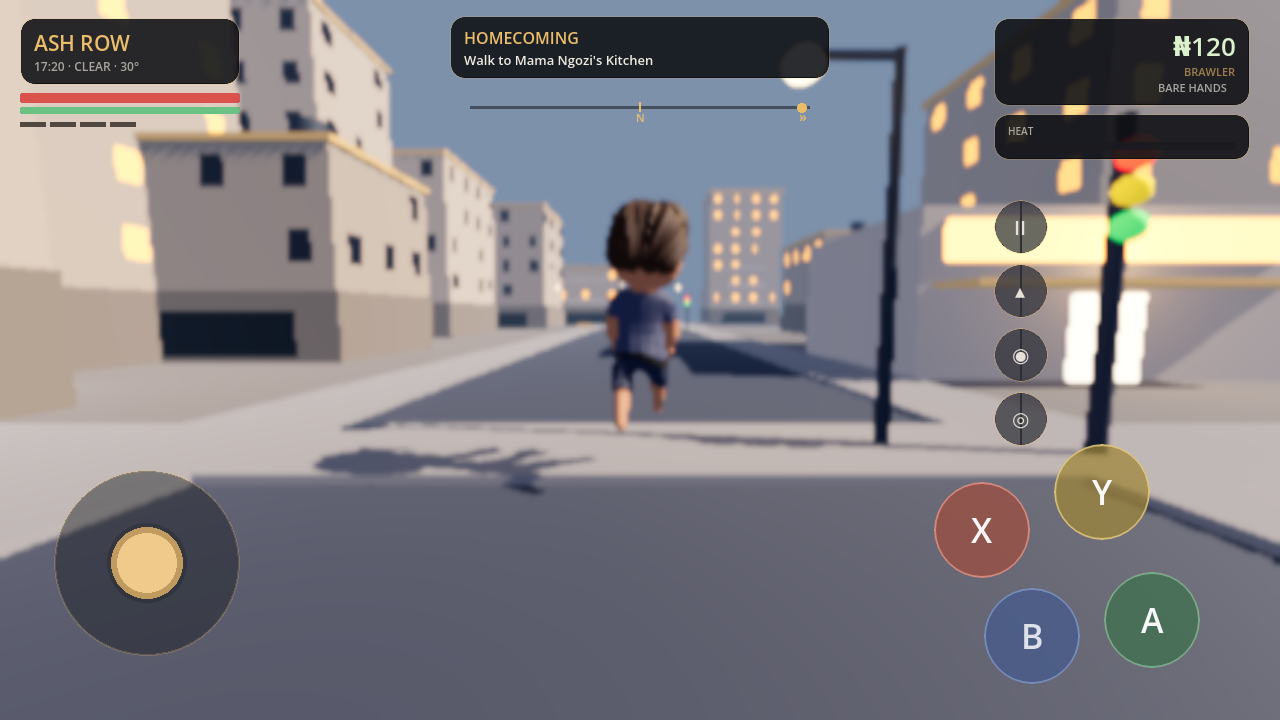 ASH ROW
17:20 · CLEAR · 30°
HOMECOMING
Walk to Mama Ngozi's Kitchen
N
»
₦120
BRAWLER
BARE HANDS
HEAT
X
Y
B
A